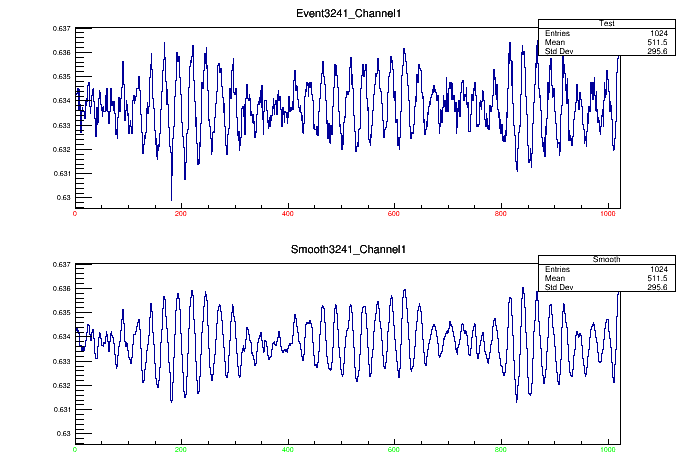 Event3241_Channel1
Test
Entries 1024
Mean 511.5
Std Dev 295.6
0.637
0.636
0.635
0.634
0.633
0.632
0.631
0.63
0 200 400 600 800 1000
Smooth3241_Channel1
Smooth
Entries 1024
Mean 511.5
Std Dev 295.6
0.637
0.636
0.635
0.634
0.633
0.632
0.631
0.63
0 200 400 600 800 1000